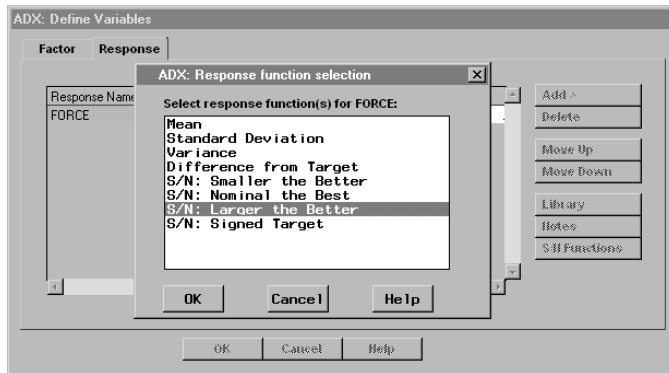 ADX: Define Variables
Factor Response
ADX: Response function selection
Response Name
FORCE
Select response function(s) for FORCE:
Mean
Standard Deviation
Variance
Difference from Target
S/N: Smaller the Better
S/N: Nominal the Best
S/N: Larger the Better
S/N: Signed Target
OK Cancel Help
Add >
Delete
Move Up
Move Down
Library
Notes
S-N Functions
OK Cancel Help